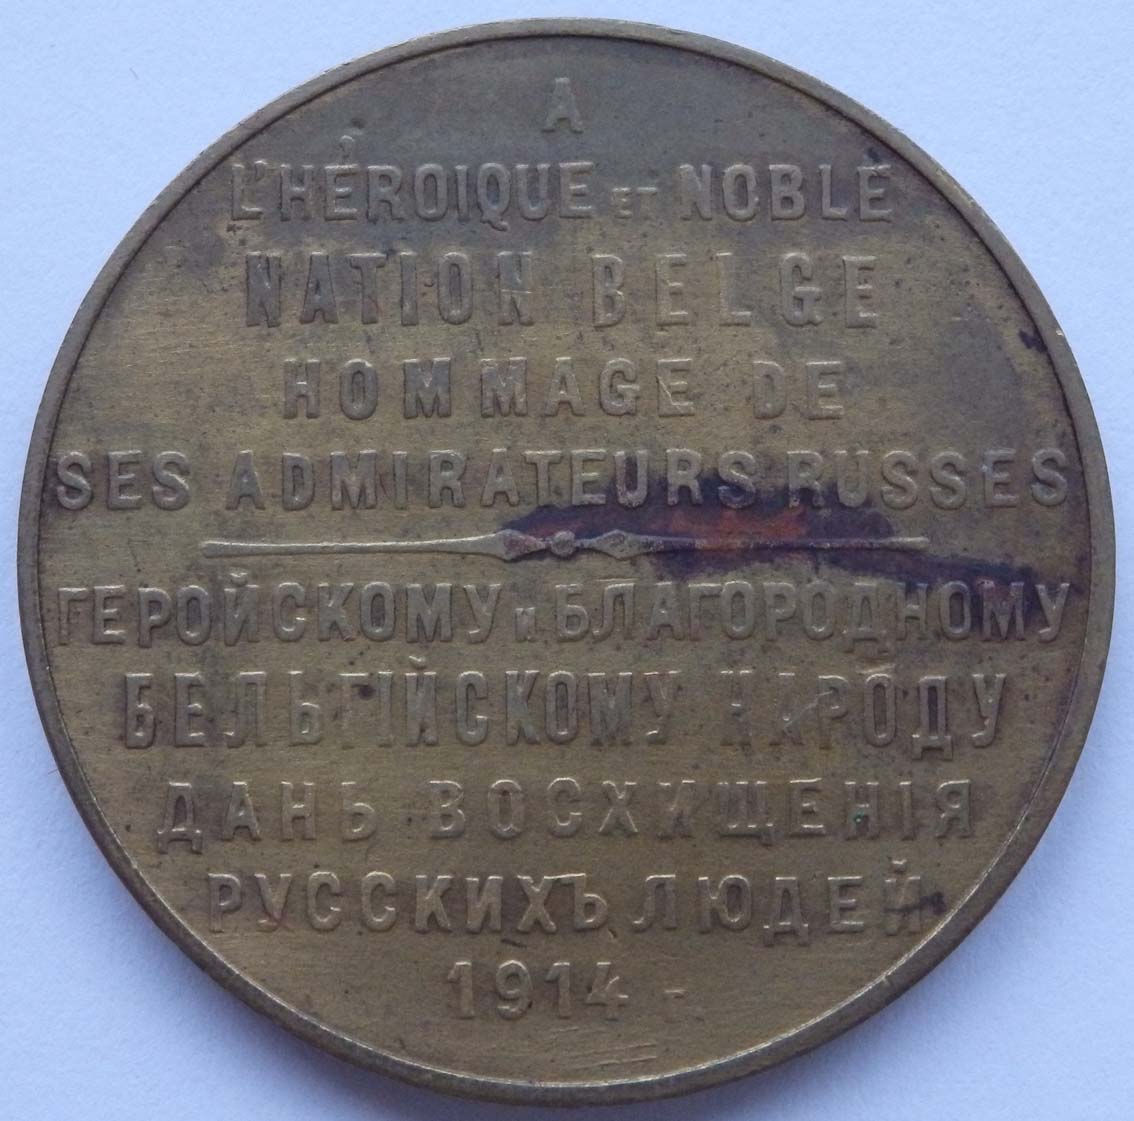 A
L'HÉROIQUE ET NOBLE
NATION BELGE
HOMMAGE DE
SES ADMIRATEURS RUSSES
ГЕРОЙСКОМУ И БЛАГОРОДНОМУ
БЕЛЬГІЙСКОМУ НАРОДУ
ДАНЬ ВОСХИЩЕНІЯ
РУССКИХЪ ЛЮДЕЙ
1914 Г.